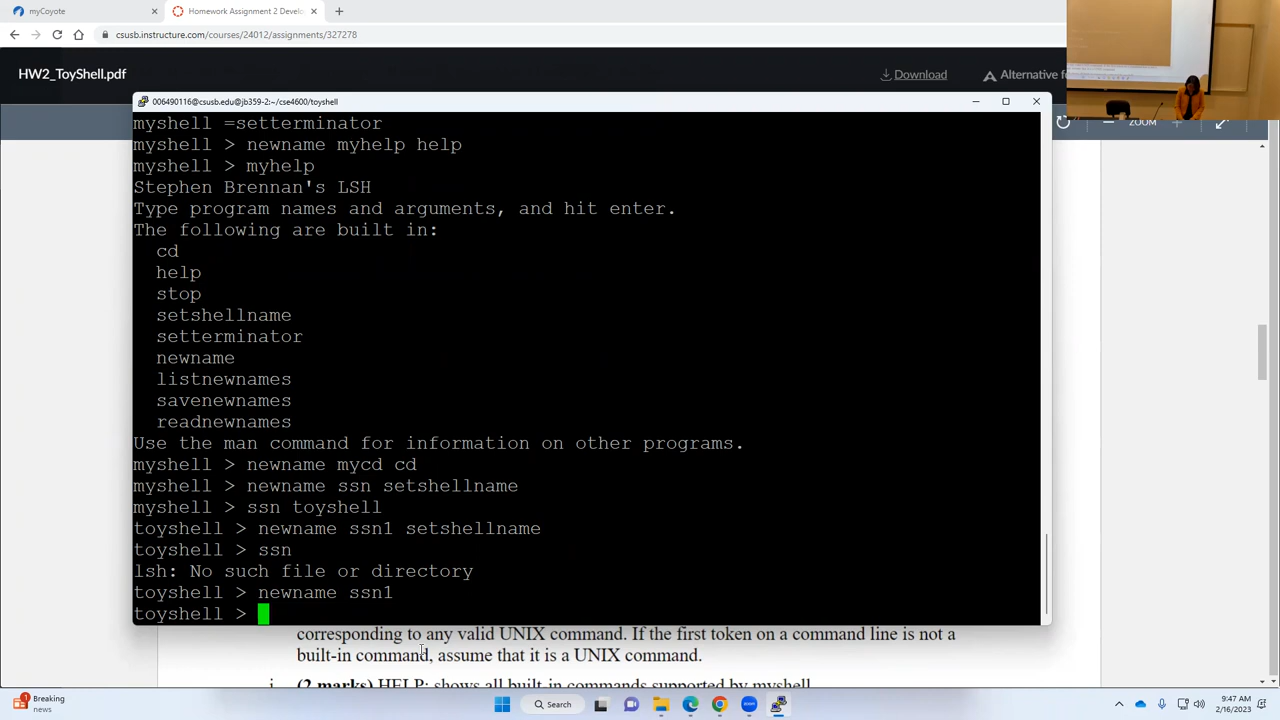 myCoyote
Homework Assignment 2 Develo
csusb.instructure.com/courses/24012/assignments/327278
HW2_ToyShell.pdf
Download
Alternative fo
006490116@csusb.edu@jb359-2:~/cse4600/toyshell
ZOOM
myshell =setterminator
myshell > newname myhelp help
myshell > myhelp
Stephen Brennan's LSH
Type program names and arguments, and hit enter.
The following are built in:
cd
help
stop
setshellname
setterminator
newname
listnewnames
savenewnames
readnewnames
Use the man command for information on other programs.
myshell > newname mycd cd
myshell > newname ssn setshellname
myshell > ssn toyshell
toyshell > newname ssn1 setshellname
toyshell > ssn
lsh: No such file or directory
toyshell > newname ssn1
toyshell >
corresponding to any valid UNIX command. If the first token on a command line is not a
built-in command, assume that it is a UNIX command.
i. (2 marks) HELP: shows all built-in commands supported by myshell
1
Breaking
news
Search
9:47 AM
2/16/2023